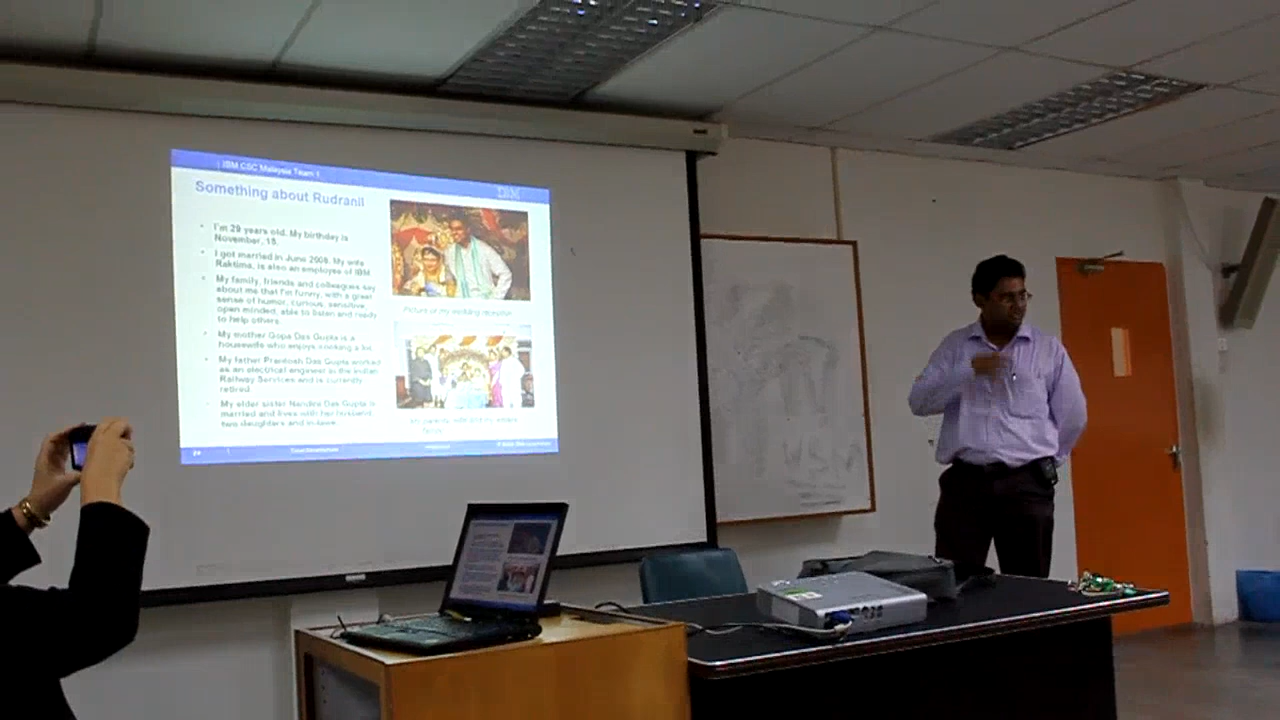 IBM CSC Malaysia Team 1
IBM
Something about Rudranil
I'm 29 years old. My birthday is
November, 15.
I got married in June 2008. My wife
Raktima, is also an employee of IBM
My family, friends and colleagues say
about me that I'm funny, with a great
sense of humor, curious, sensitive,
open minded, able to listen and ready
to help others.
My mother Gopa Das Gupta is a
housewife who enjoys cooking a lot.
My father Prantosh Das Gupta worked
as an electrical engineer in the Indian
Railway Services and is currently
retired
My elder sister Nandira Das Gupta is
married and lives with her husband
two daughters and in-laws.
Picture of my wedding reception